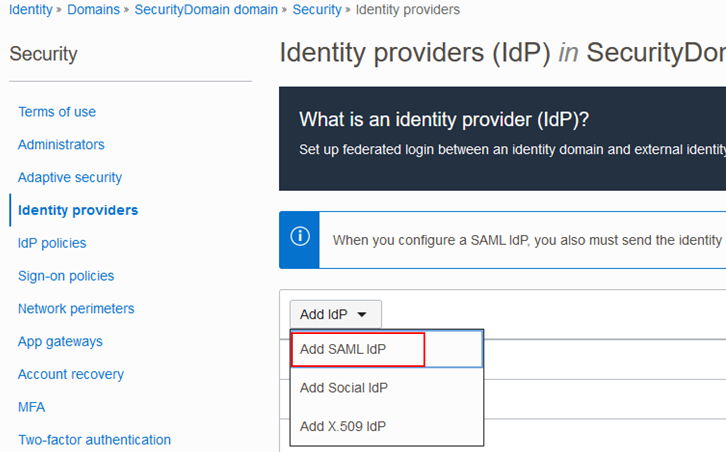 Identity » Domains » SecurityDomain domain » Security » Identity providers
Security
Terms of use
Administrators
Adaptive security
Identity providers
IdP policies
Sign-on policies
Network perimeters
App gateways
Account recovery
MFA
Two-factor authentication
Identity providers (IdP) in SecurityDor
What is an identity provider (IdP)?
Set up federated login between an identity domain and external identity
When you configure a SAML IdP, you also must send the identity
Add IdP
Add SAML IdP
Add Social IdP
Add X.509 IdP